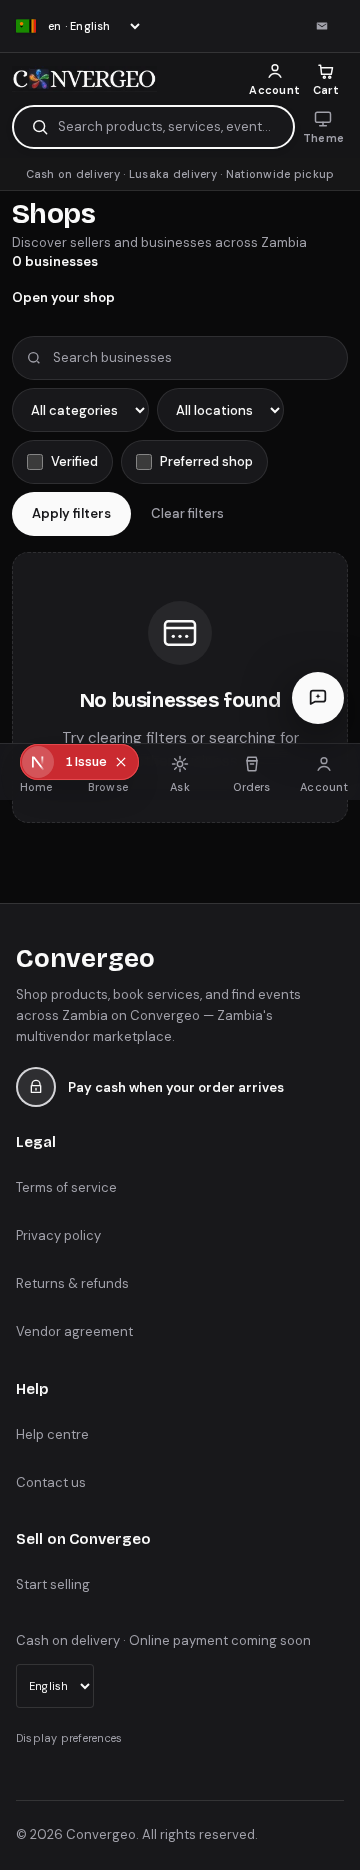 en · English
CONVERGEO
Account
Cart
Search products, services, event...
Theme
Cash on delivery · Lusaka delivery · Nationwide pickup
Shops
Discover sellers and businesses across Zambia
0 businesses
Open your shop
Search businesses
All categories
All locations
Verified
Preferred shop
Apply filters
Clear filters
No businesses found
Try clearing filters or searching for
N
1 Issue
Home
Browse
Ask
Orders
Account
Convergeo
Shop products, book services, and find events
across Zambia on Convergeo — Zambia's
multivendor marketplace.
Pay cash when your order arrives
Legal
Terms of service
Privacy policy
Returns & refunds
Vendor agreement
Help
Help centre
Contact us
Sell on Convergeo
Start selling
Cash on delivery · Online payment coming soon
English
Display preferences
© 2026 Convergeo. All rights reserved.